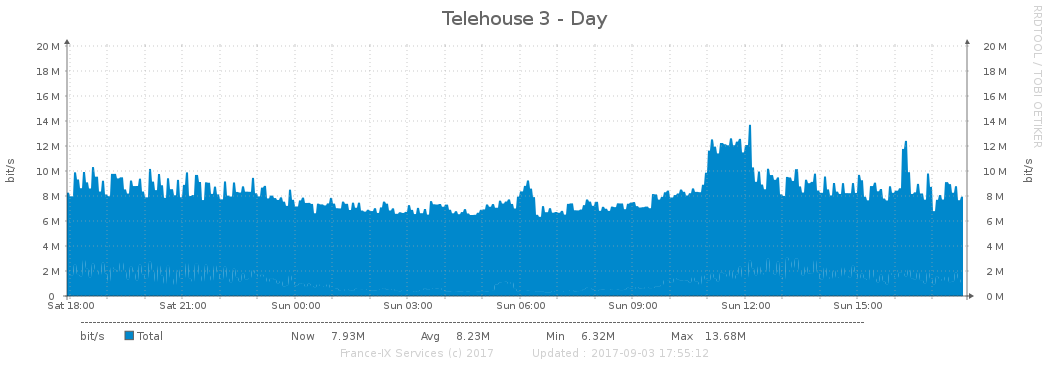 Telehouse 3 - Day
RRDTOOL / TOBI OETIKER
bit/s
20 M 20 M
18 M 18 M
16 M 16 M
14 M 14 M
12 M 12 M
10 M 10 M
8 M 8 M
6 M 6 M
4 M 4 M
2 M 2 M
0 0 M
bit/s
Sat 18:00 Sat 21:00 Sun 00:00 Sun 03:00 Sun 06:00 Sun 09:00 Sun 12:00 Sun 15:00
bit/s Total Now 7.93M Avg 8.23M Min 6.32M Max 13.68M
France-IX Services (c) 2017 Updated : 2017-09-03 17:55:12